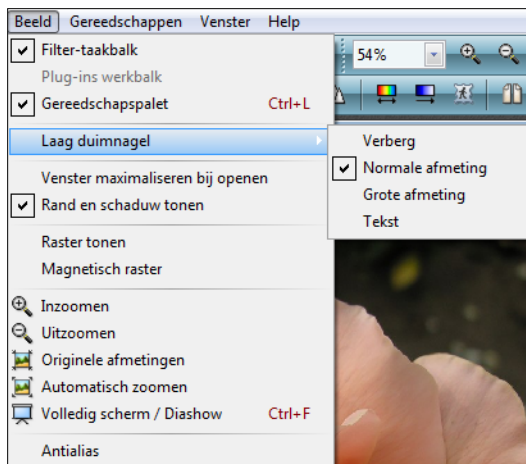 Beeld Gereedschappen Venster Help
Filter-taakbalk
54%
Plug-ins werkbalk
Gereedschapspalet Ctrl+L
Laag duimnagel
Verberg
Normale afmeting
Grote afmeting
Tekst
Venster maximaliseren bij openen
Rand en schaduw tonen
Raster tonen
Magnetisch raster
Inzoomen
Uitzoomen
Originele afmetingen
Automatisch zoomen
Volledig scherm / Diashow Ctrl+F
Antialias